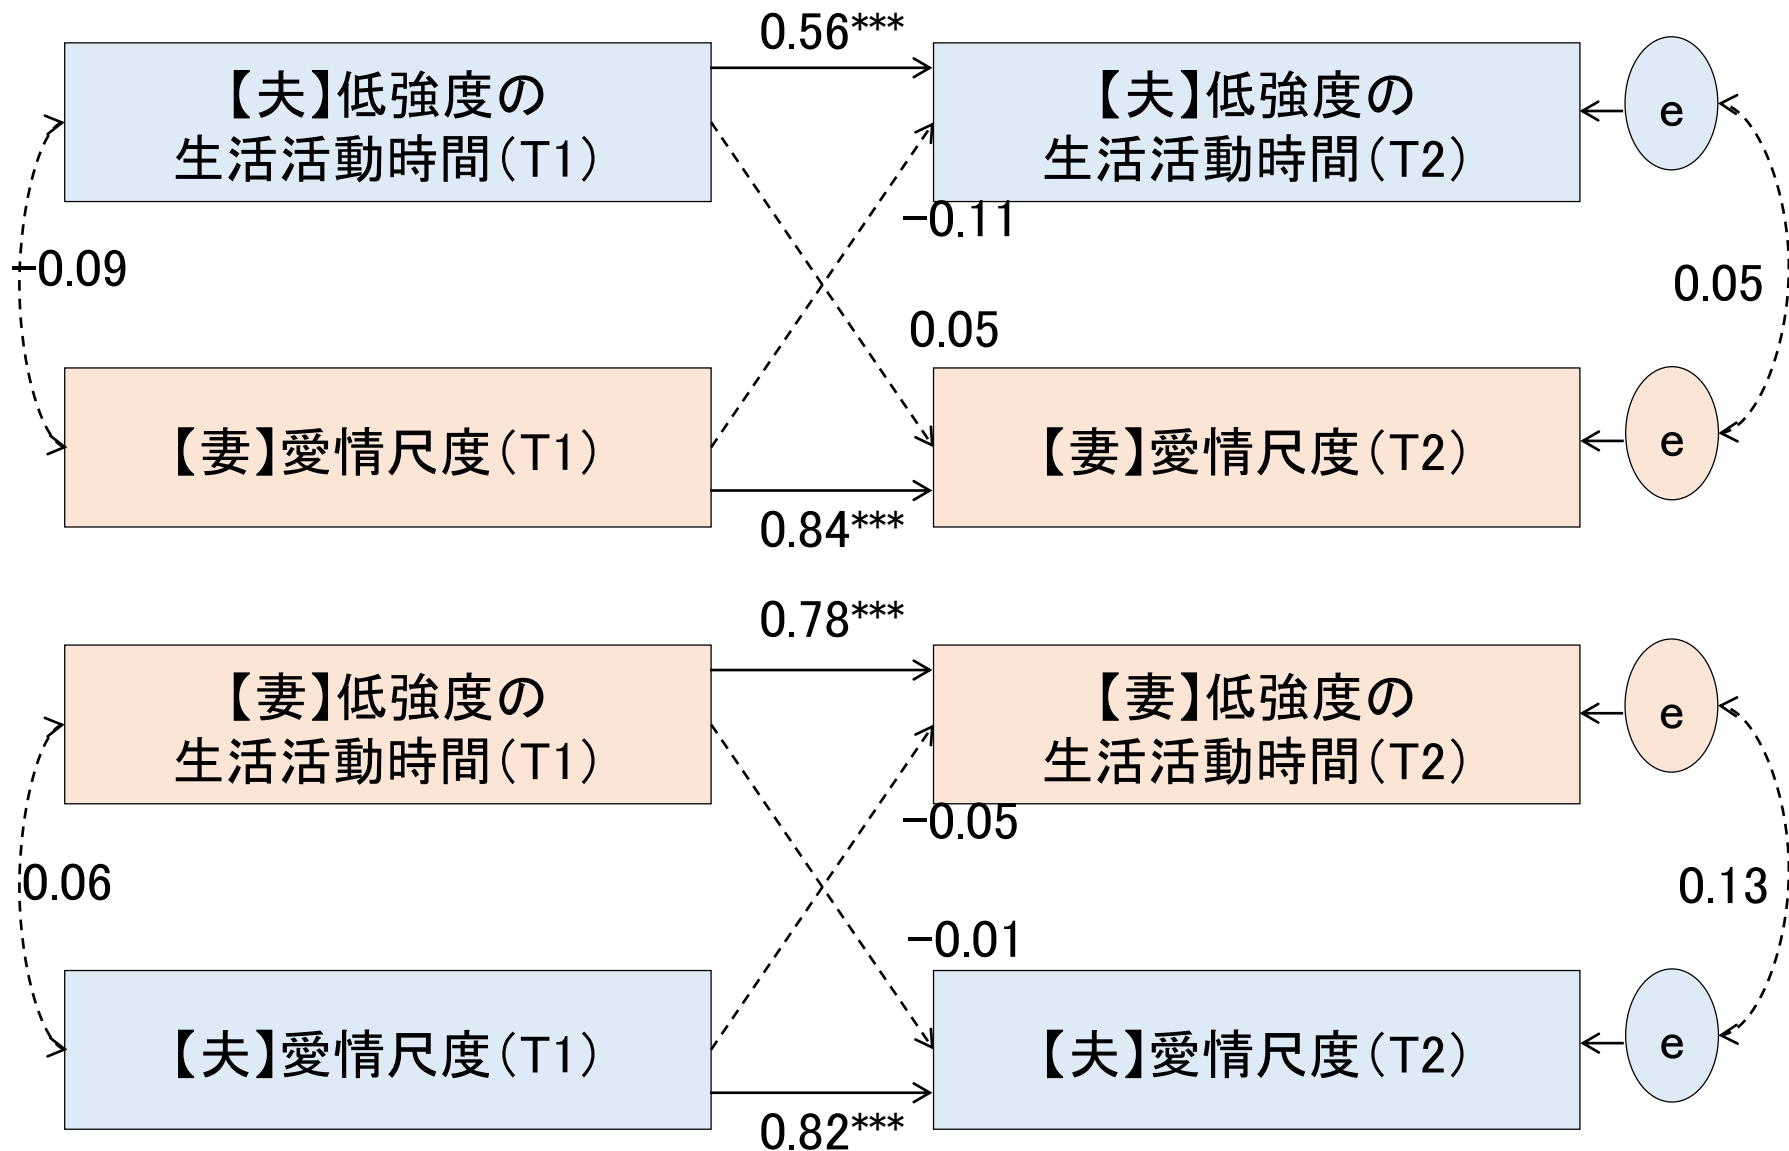 0.56***
【夫】低強度の
生活活動時間(T1)
【夫】低強度の
生活活動時間(T2)
e
-0.11
-0.09
0.05
0.05
【妻】愛情尺度(T1)
【妻】愛情尺度(T2)
e
0.84***
0.78***
【妻】低強度の
生活活動時間(T1)
【妻】低強度の
生活活動時間(T2)
e
-0.05
0.06
0.13
-0.01
【夫】愛情尺度(T1)
【夫】愛情尺度(T2)
e
0.82***